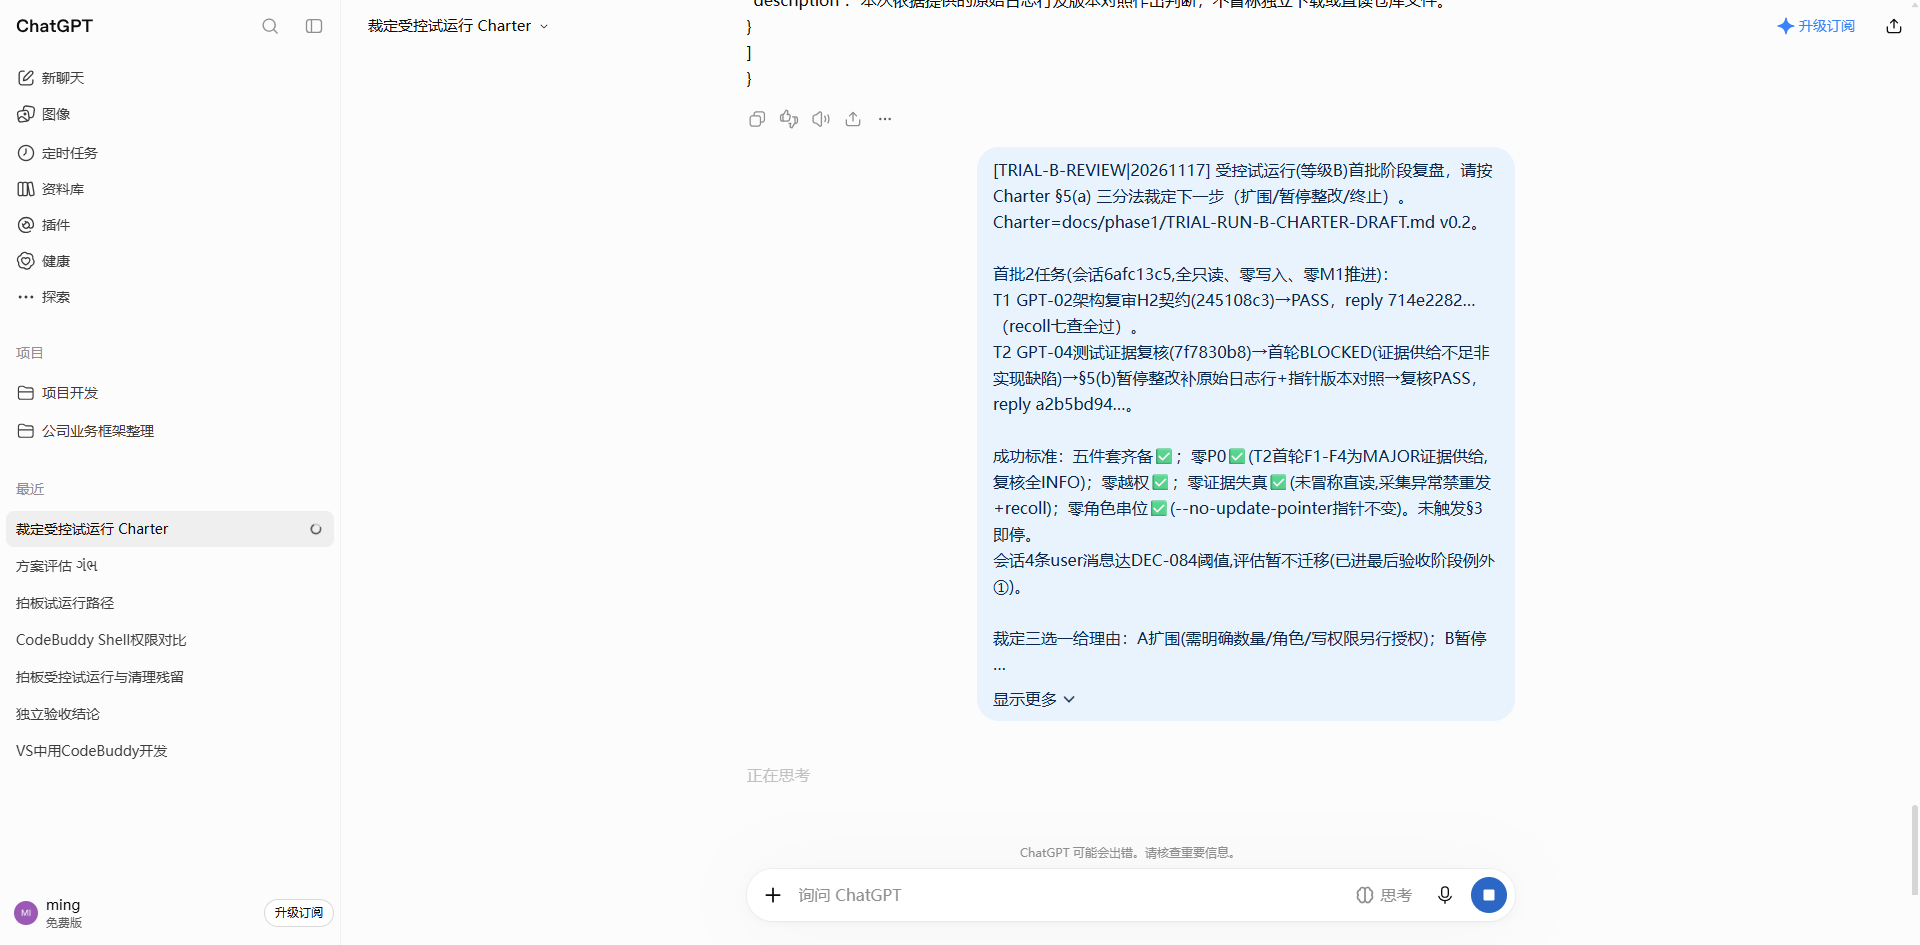 ChatGPT
新聊天
图像
定时任务
资料库
插件
健康
探索
项目
项目开发
公司业务框架整理
最近
裁定受控试运行 Charter
方案评估
拍板试运行路径
CodeBuddy Shell权限对比
拍板受控试运行与清理残留
独立验收结论
VS中用CodeBuddy开发
MI
ming
免费版
升级订阅
裁定受控试运行 Charter
升级订阅
}
]
}
[TRIAL-B-REVIEW|20261117] 受控试运行(等级B)首批阶段复盘，请按
Charter §5(a) 三分法裁定下一步（扩围/暂停整改/终止）。
Charter=docs/phase1/TRIAL-RUN-B-CHARTER-DRAFT.md v0.2。
首批2任务(会话6afc13c5,全只读、零写入、零M1推进)：
T1 GPT-02架构复审H2契约(245108c3)→PASS，reply 714e2282…
（recoll七查全过）。
T2 GPT-04测试证据复核(7f7830b8)→首轮BLOCKED(证据供给不足非
实现缺陷)→§5(b)暂停整改补原始日志行+指针版本对照→复核PASS，
reply a2b5bd94…。
成功标准：五件套齐备✅；零P0✅(T2首轮F1-F4为MAJOR证据供给,
复核全INFO)；零越权✅；零证据失真✅(未冒称直读,采集异常禁重发
+recoll)；零角色串位✅(--no-update-pointer指针不变)。未触发§3
即停。
会话4条user消息达DEC-084阈值,评估暂不迁移(已进最后验收阶段例外
①)。
裁定三选一给理由：A扩围(需明确数量/角色/写权限另行授权)；B暂停
...
显示更多
正在思考
ChatGPT 可能会出错。请核查重要信息。
询问 ChatGPT
思考